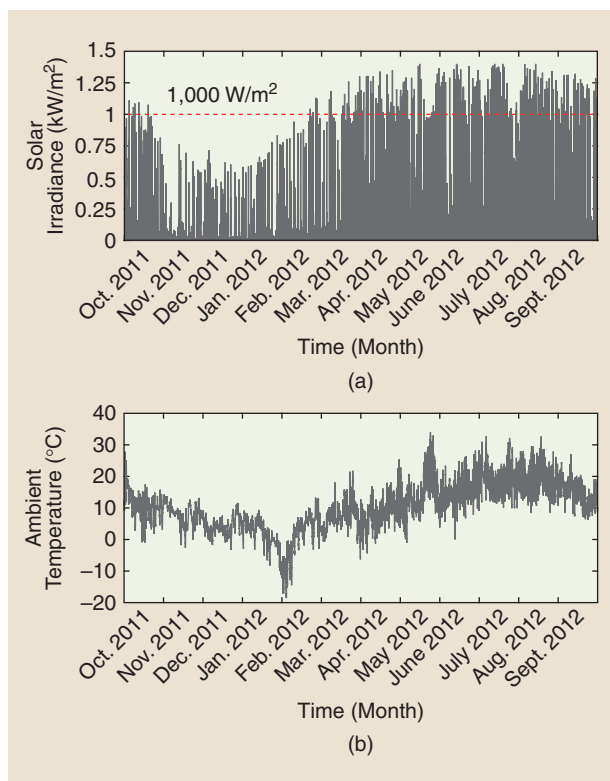 1.5
1.25
1
0.75
0.5
0.25
0
1,000 W/m²
Solar
Irradiance (kW/m²)
Oct. 2011
Nov. 2011
Dec. 2011
Jan. 2012
Feb. 2012
Mar. 2012
Apr. 2012
May 2012
June 2012
July 2012
Aug. 2012
Sept. 2012
Time (Month)
(a)
40
30
20
10
0
–10
–20
Ambient
Temperature (°C)
Oct. 2011
Nov. 2011
Dec. 2011
Jan. 2012
Feb. 2012
Mar. 2012
Apr. 2012
May 2012
June 2012
July 2012
Aug. 2012
Sept. 2012
Time (Month)
(b)